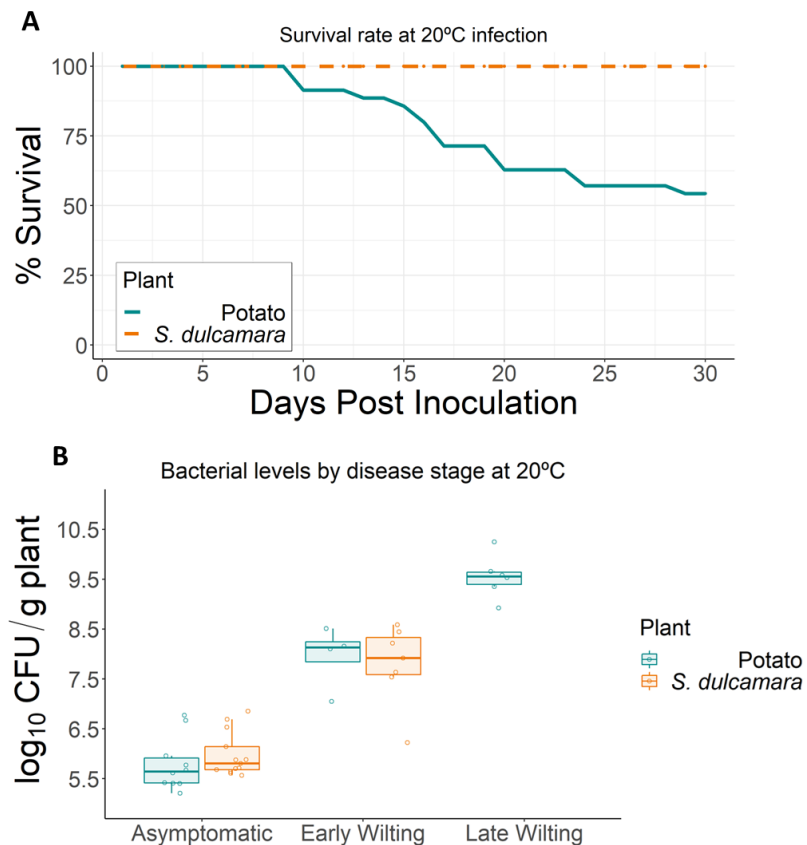 A
Survival rate at 20ºC infection
% Survival
100
75
50
25
0
Plant
Potato
S. dulcamara
0 5 10 15 20 25 30
Days Post Inoculation
B
Bacterial levels by disease stage at 20ºC
log10 CFU / g plant
10.5
9.5
8.5
7.5
6.5
5.5
Asymptomatic Early Wilting Late Wilting
Plant
Potato
S. dulcamara